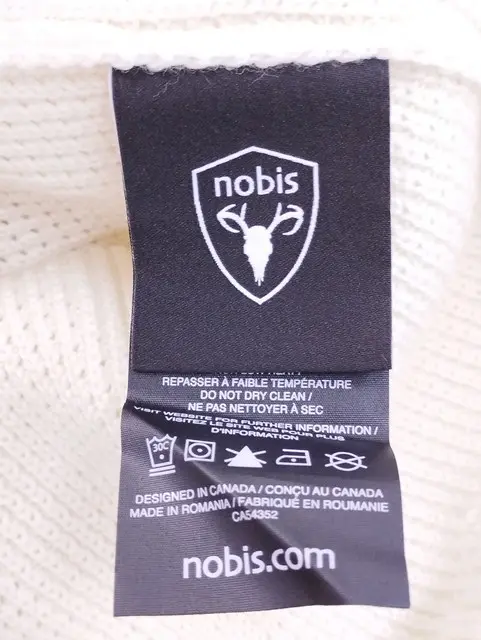 nobis
REPASSER À FAIBLE TEMPÉRATURE
DO NOT DRY CLEAN /
NE PAS NETTOYER À SEC
VISIT WEBSITE FOR FURTHER INFORMATION /
VISITEZ LE SITE WEB POUR PLUS
D'INFORMATION
30C
DESIGNED IN CANADA / CONÇU AU CANADA
MADE IN ROMANIA / FABRIQUÉ EN ROUMANIE
CA54352
nobis.com